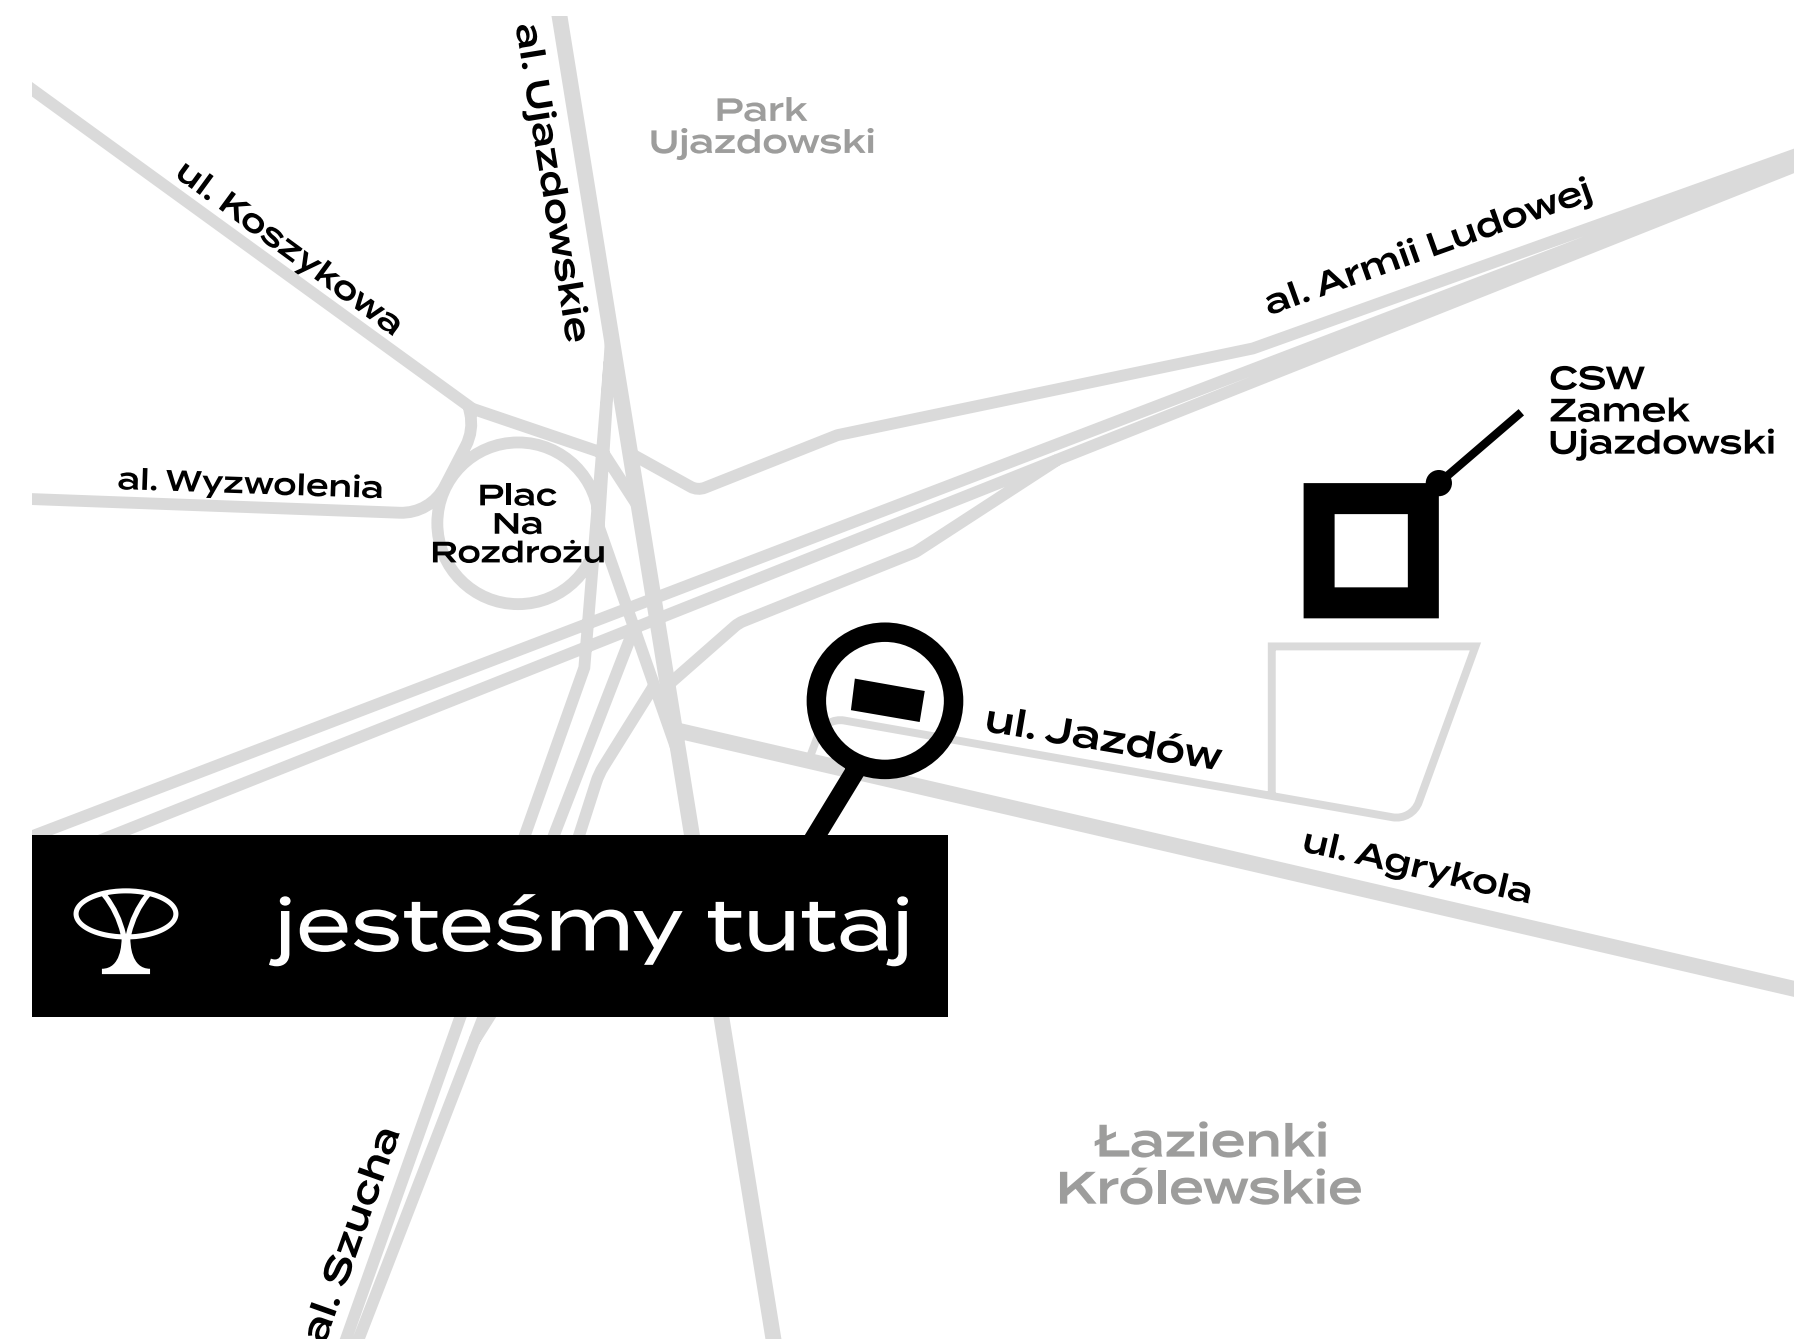 al. Ujazdowskie
Park
Ujazdowski
ul. Koszykowa
al. Armii Ludowej
CSW
Zamek
Ujazdowski
al. Wyzwolenia
Plac
Na
Rozdrożu
ul. Jazdów
ul. Agrykola
jesteśmy tutaj
Łazienki
Królewskie
al. Szucha